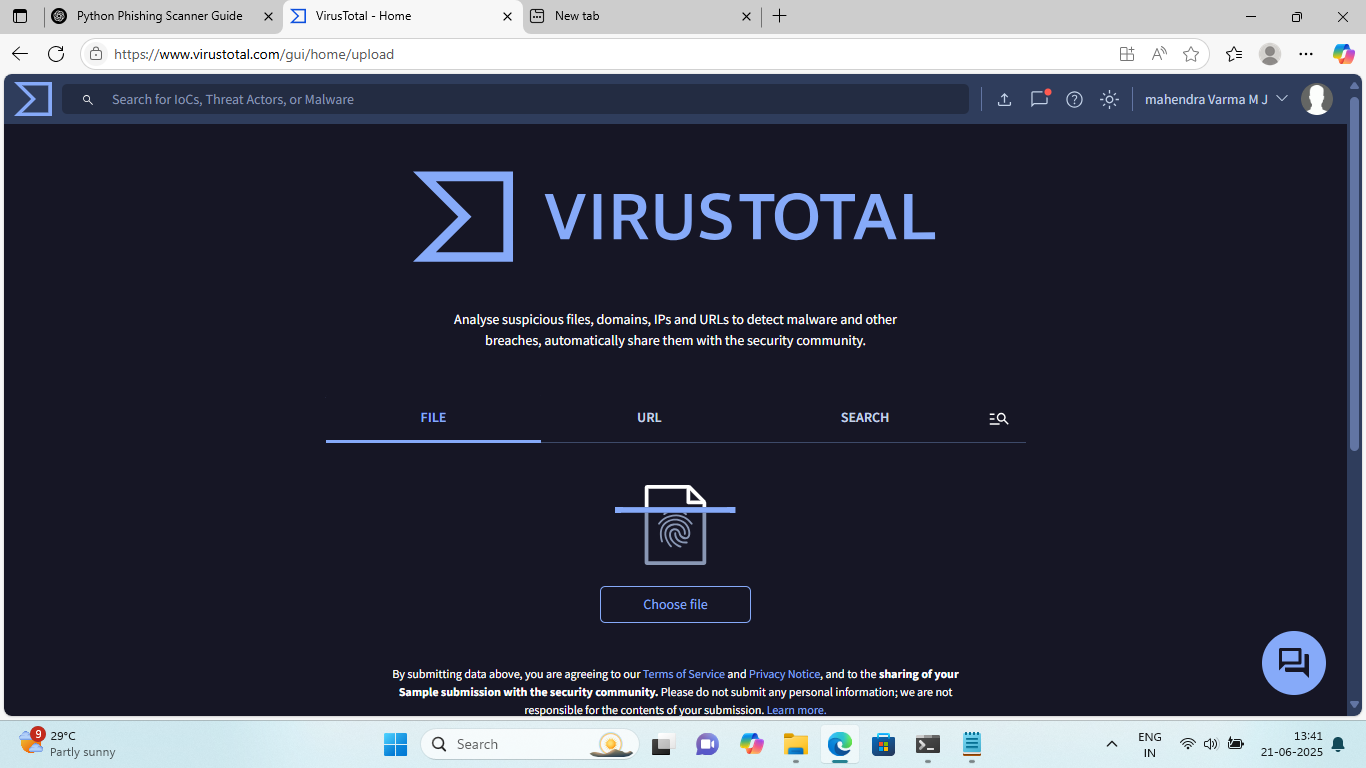 Python Phishing Scanner Guide
VirusTotal - Home
New tab
https://www.virustotal.com/gui/home/upload
Search for IoCs, Threat Actors, or Malware
mahendra Varma M J
VIRUSTOTAL
Analyse suspicious files, domains, IPs and URLs to detect malware and other
breaches, automatically share them with the security community.
FILE
URL
SEARCH
Choose file
By submitting data above, you are agreeing to our Terms of Service and Privacy Notice, and to the sharing of your
Sample submission with the security community. Please do not submit any personal information; we are not
responsible for the contents of your submission. Learn more.
9
29°C
Partly sunny
Search
ENG
IN
13:41
21-06-2025